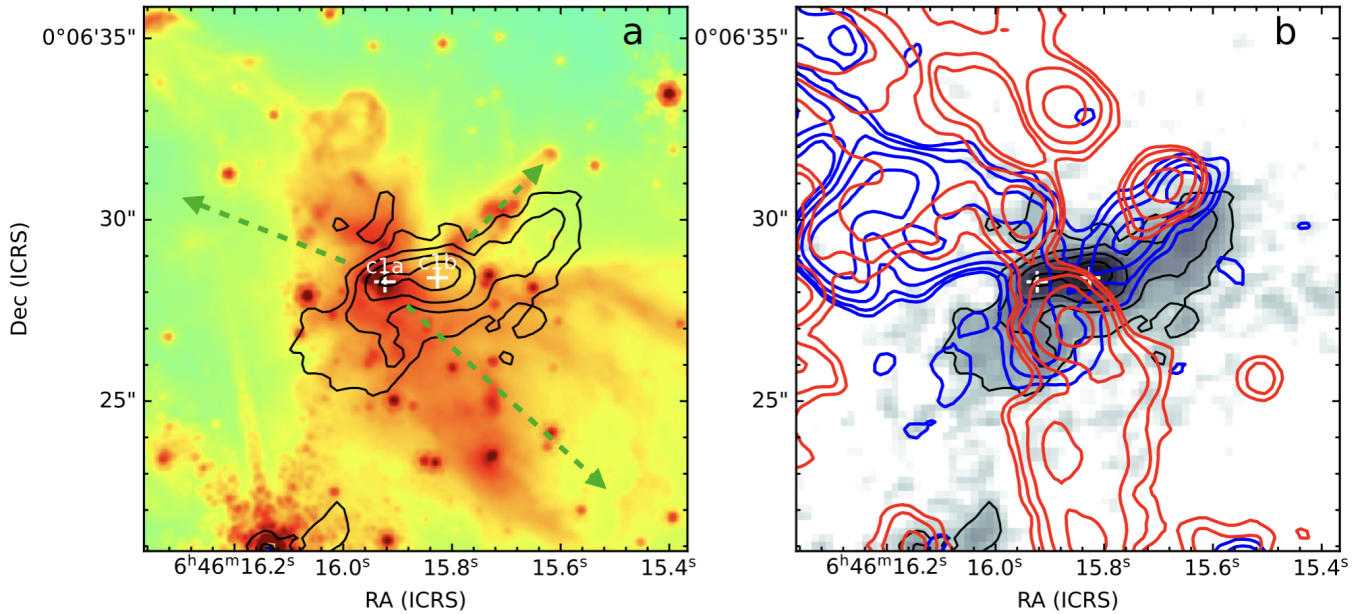 a
b
0°06'35"
30"
25"
Dec (ICRS)
c1a
c1b
6ʰ46ᵐ16.2ˢ
16.0ˢ
15.8ˢ
15.6ˢ
15.4ˢ
RA (ICRS)
0°06'35"
30"
25"
6ʰ46ᵐ16.2ˢ
16.0ˢ
15.8ˢ
15.6ˢ
15.4ˢ
RA (ICRS)